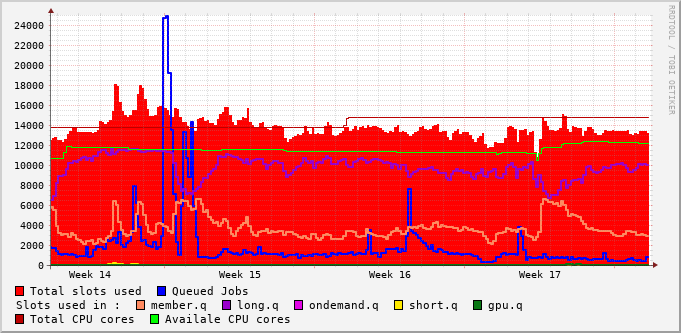 24000
22000
20000
18000
16000
14000
12000
10000
8000
6000
4000
2000
0
Week 14 Week 15 Week 16 Week 17
Total slots used Queued Jobs
Slots used in : member.q long.q ondemand.q short.q gpu.q
Total CPU cores Availale CPU cores
RRDTOOL / TOBI OETIKER